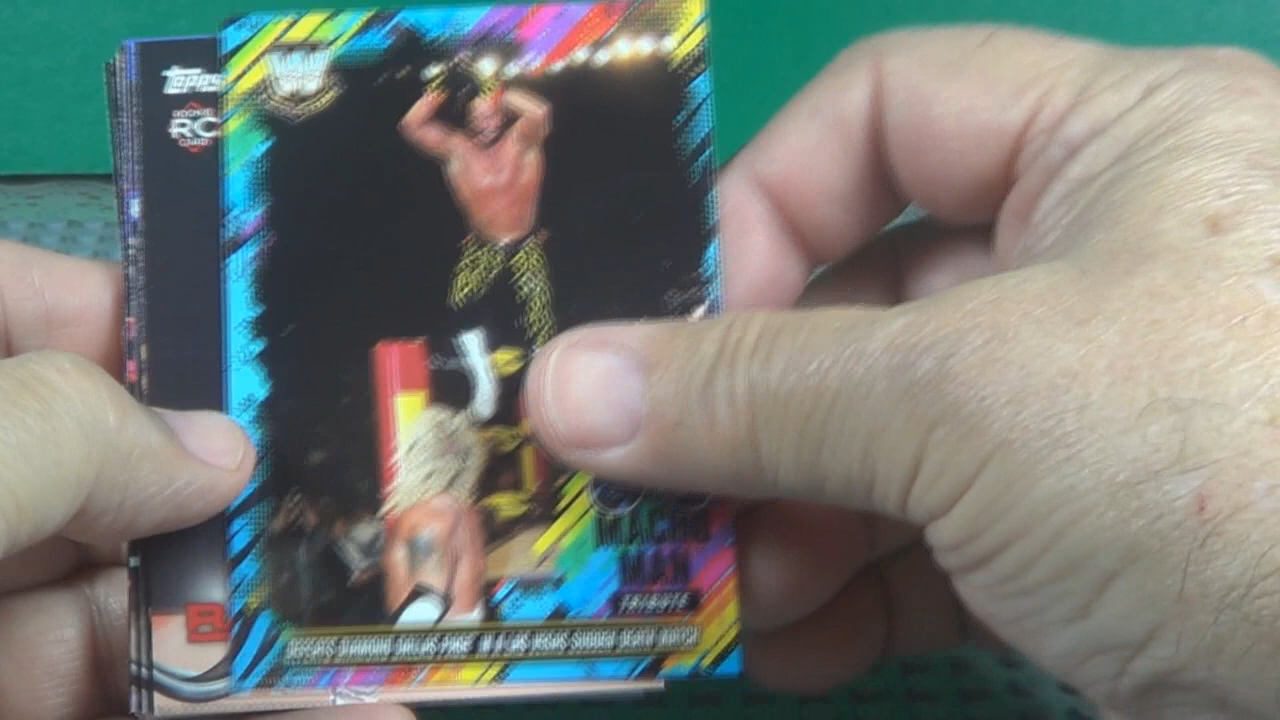 TOPPS
ROOKIE
RC
CARD
W
MACHO
MAN
TRIBUTE
DEFEATS DIAMOND DALLAS PAGE IN A LAS VEGAS SUDDEN DEATH MATCH